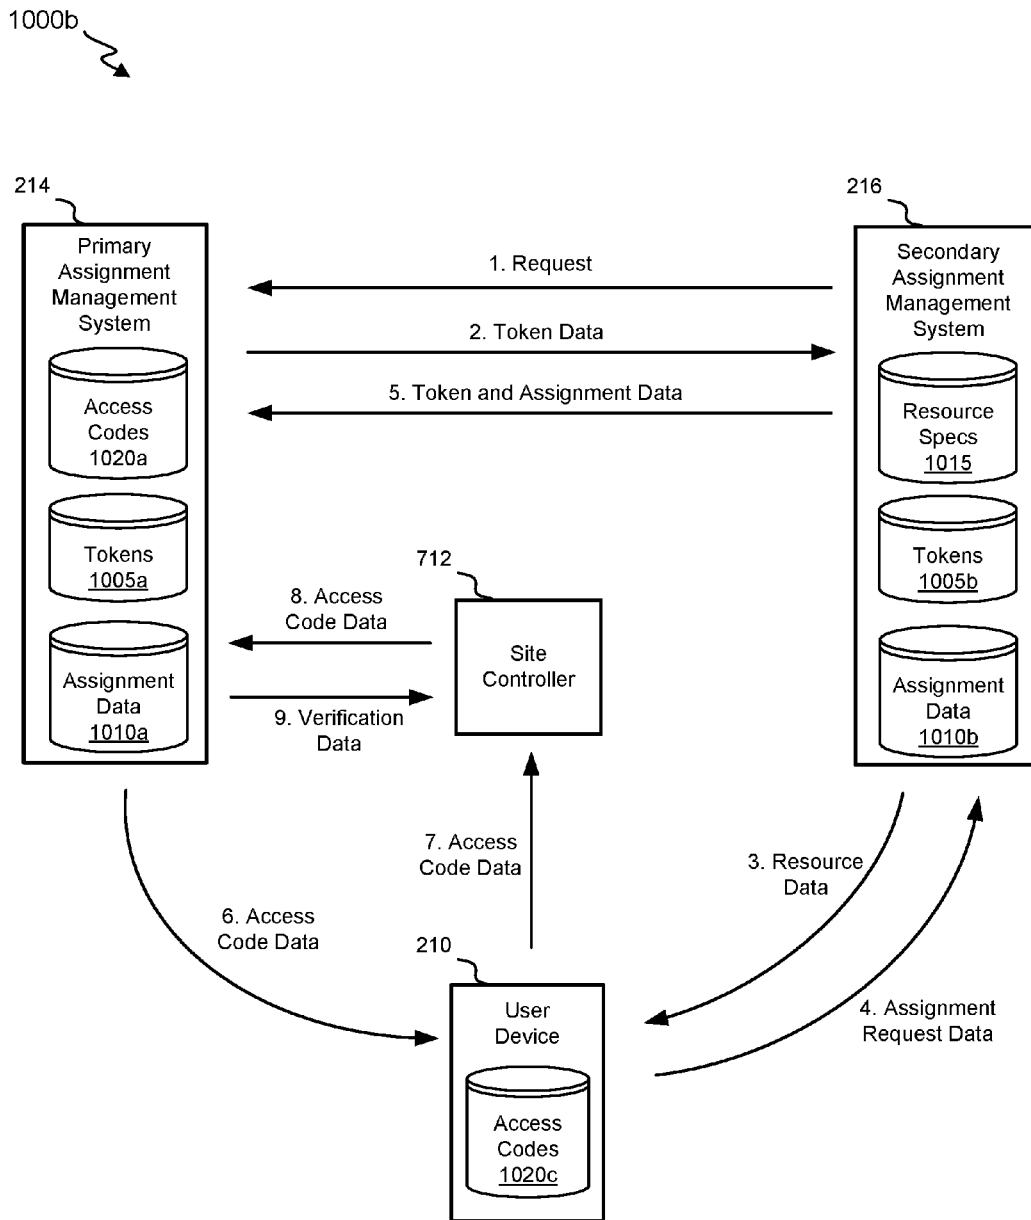 1000b
214
Primary
Assignment
Management
System
Access
Codes
1020a
Tokens
1005a
Assignment
Data
1010a
1. Request
2. Token Data
5. Token and Assignment Data
216
Secondary
Assignment
Management
System
Resource
Specs
1015
Tokens
1005b
Assignment
Data
1010b
712
Site
Controller
8. Access
Code Data
9. Verification
Data
7. Access
Code Data
3. Resource
Data
6. Access
Code Data
4. Assignment
Request Data
210
User
Device
Access
Codes
1020c